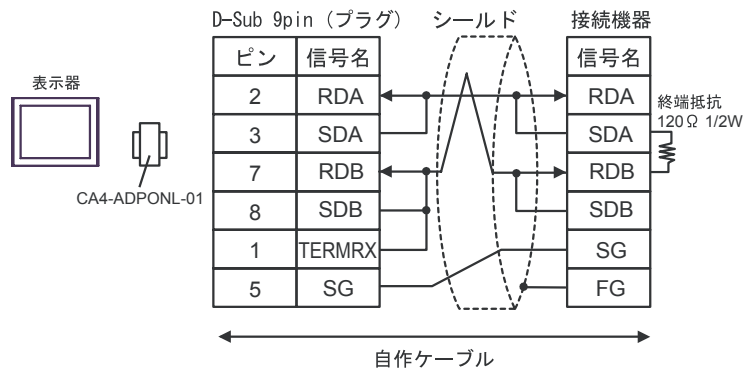 D-Sub 9pin (プラグ) シールド 接続機器
ピン 信号名 信号名
表示器
2 RDA RDA
終端抵抗
120Ω 1/2W
3 SDA SDA
7 RDB RDB
CA4-ADPONL-01
8 SDB SDB
1 TERMRX SG
5 SG FG
自作ケーブル